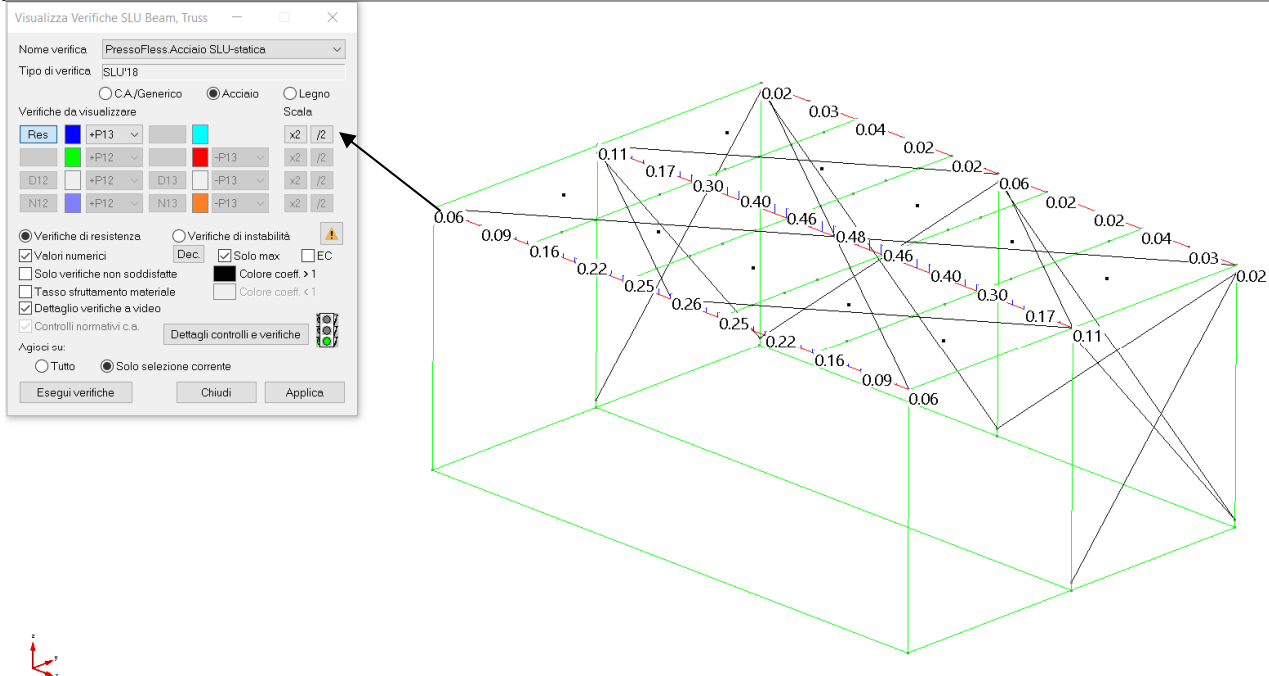 Visualizza Verifiche SLU Beam, Truss
Nome verifica PressoFless.Acciaio SLU-statica
Tipo di verifica SLU'18
C.A./Generico Acciaio Legno
Verifiche da visualizzare Scala
Res +P13 x2 /2
+P12 -P13 x2 /2
D12 +P12 D13 -P13 x2 /2
N12 +P12 N13 -P13 x2 /2
Verifiche di resistenza Verifiche di instabilità
Valori numerici Dec. Solo max EC
Solo verifiche non soddisfatte Colore coeff. > 1
Tasso sfruttamento materiale Colore coeff. < 1
Dettaglio verifiche a video
Controlli normativi c.a. Dettagli controlli e verifiche
Agisci su:
Tutto Solo selezione corrente
Esegui verifiche Chiudi Applica
0.02
0.03
0.04
0.02
0.02
0.06
0.02
0.02
0.04
0.03
0.02
0.11
0.17
0.30
0.40
0.46
0.48
0.46
0.40
0.30
0.17
0.11
0.06
0.09
0.16
0.22
0.25
0.26
0.25
0.22
0.16
0.09
0.06
z